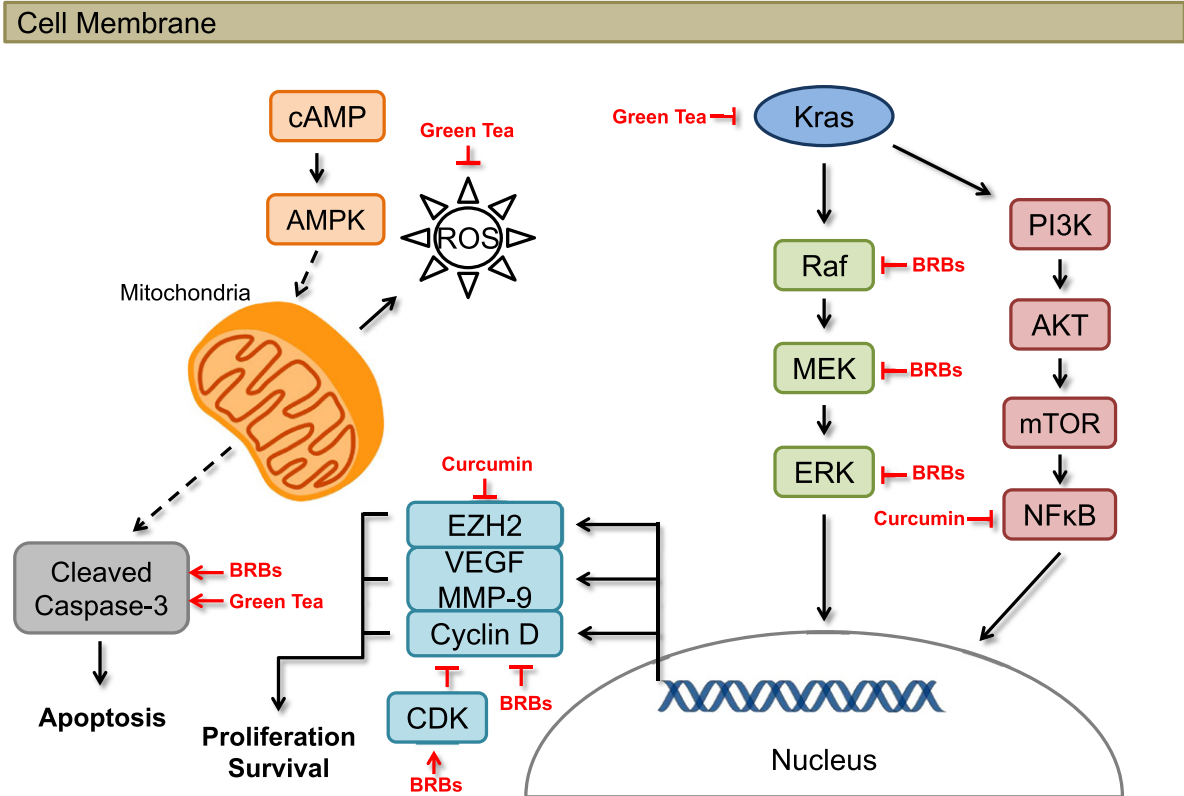 Cell Membrane
cAMP
Green Tea
AMPK
ROS
Mitochondria
Green Tea
Kras
PI3K
Raf
BRBs
AKT
MEK
BRBs
mTOR
ERK
BRBs
Curcumin
NFκB
Curcumin
EZH2
VEGF
MMP-9
Cyclin D
BRBs
CDK
BRBs
Cleaved
Caspase-3
BRBs
Green Tea
Apoptosis
Proliferation
Survival
Nucleus